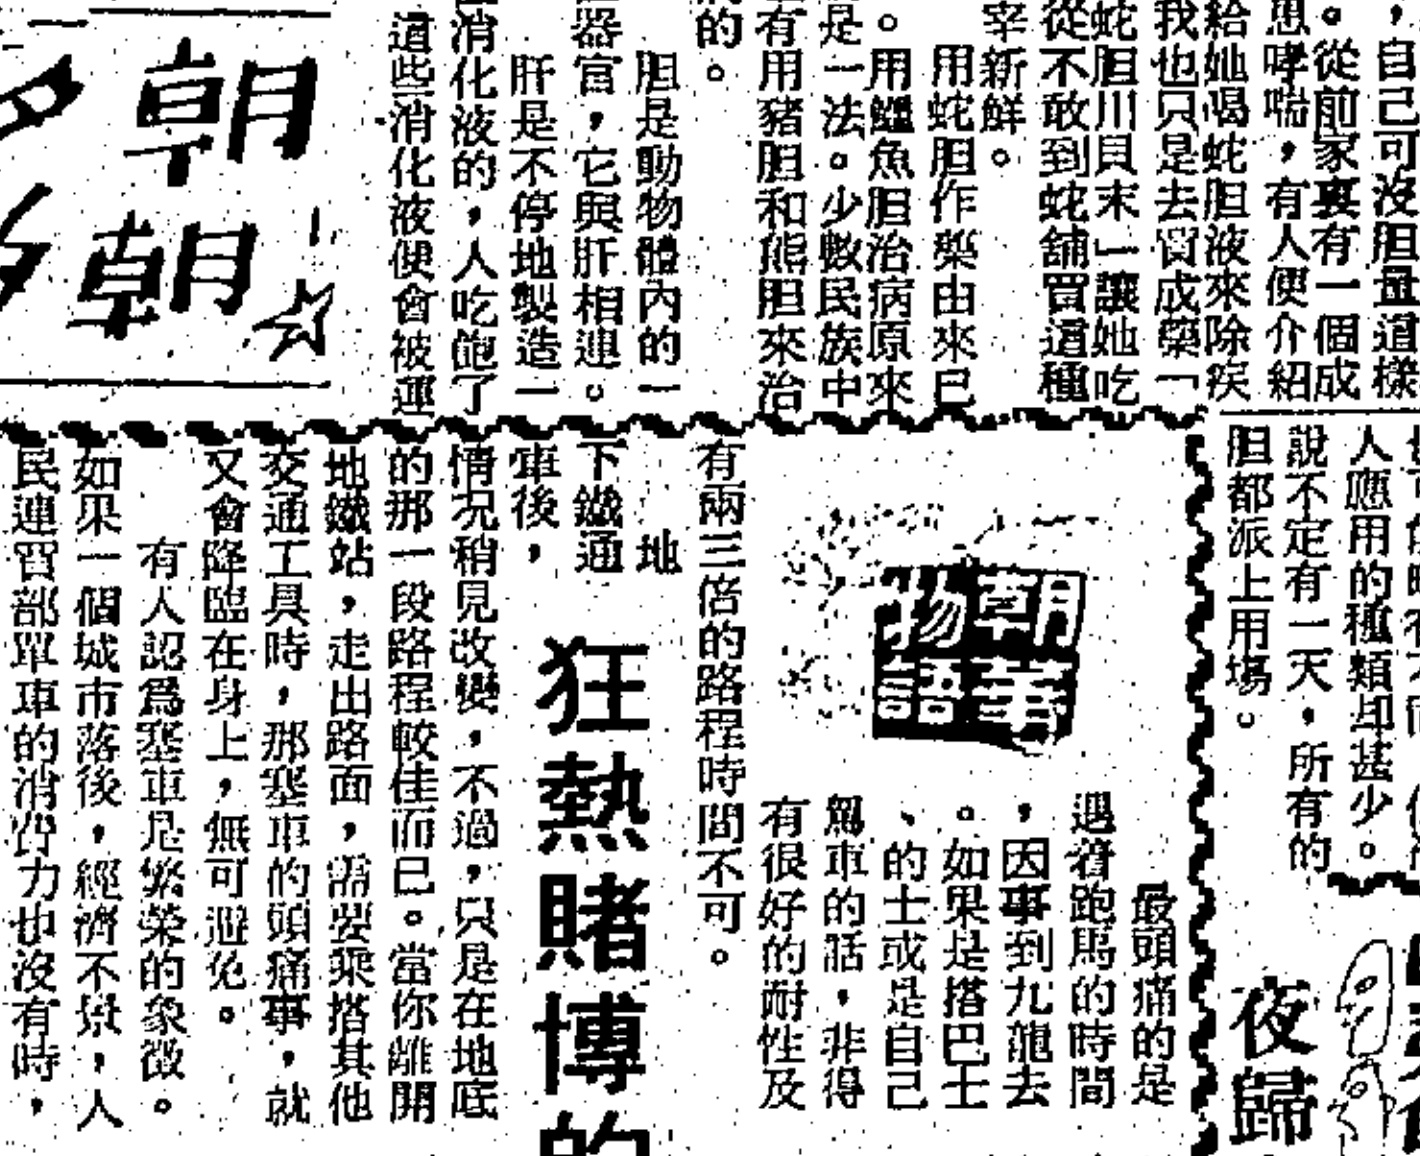 ，自己可沒胆量這樣
。從前家裏有一個成
患哮喘，有人便介紹
給她喝蛇胆液來除疾
我也只是去買成藥「
蛇胆川貝末」讓她吃
從不敢到蛇舖買這種
宰新鮮。
用蛇胆作藥由來已
。用鱷魚胆治病原來
是一法。少數民族中
有用豬胆和熊胆來治
的。
胆是動物體內的一
器官，它與肝相連。
肝是不停地製造一
消化液的，人吃飽了
這些消化液便會被運
朝
朝
人應用的種類却甚少。
說不定有一天，所有的
胆都派上用塲。
夜歸
朝事
物語
最頭痛的是
遇着跑馬的時間
，因事到九龍去
。如果是搭巴士
、的士或是自己
駕車的話，非得
有很好的耐性及
有兩三倍的路程時間不可。
狂熱賭博的
地
下鐵通
車後，
情況稍見改變，不過，只是在地底
的那一段路程較佳而已。當你離開
地鐵站，走出路面，需要乘搭其他
交通工具時，那塞車的頭痛事，就
又會降臨在身上，無可避免。
有人認爲塞車是繁榮的象徵。
如果一個城市落後，經濟不景，人
民連買部單車的消費力也沒有時，